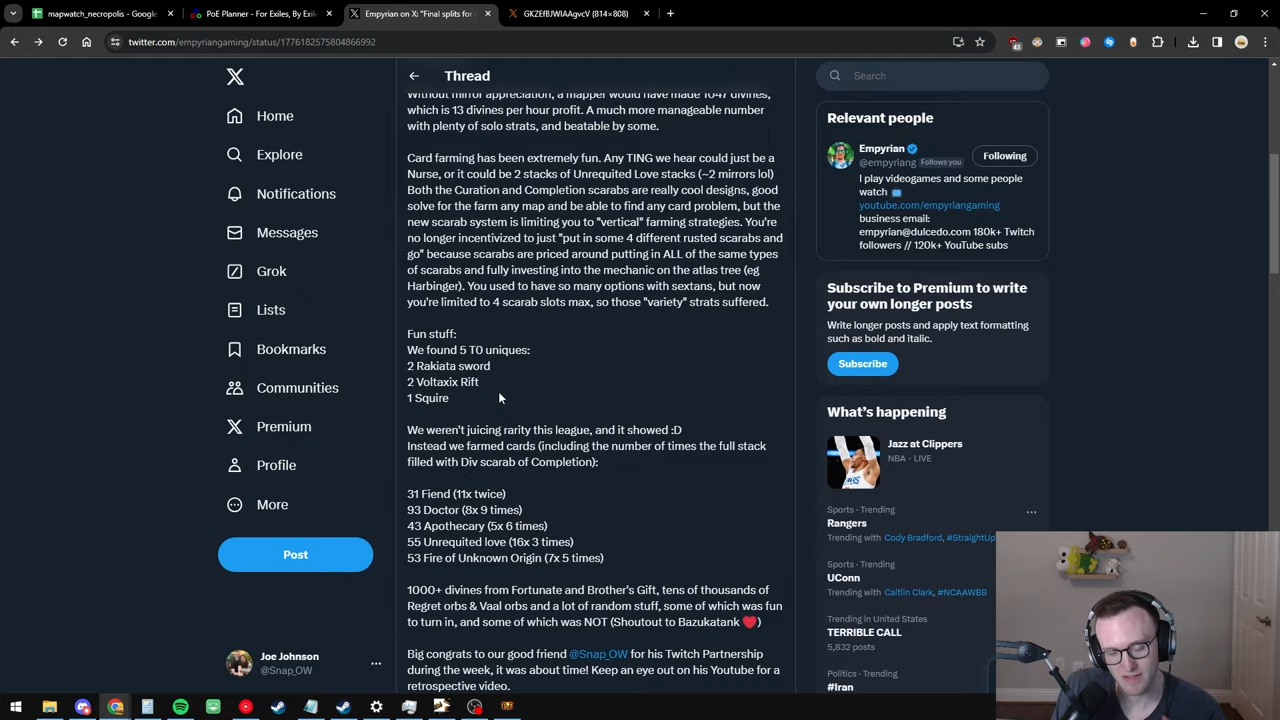 mapwatch_necropolis - Google
PoE Planner - For Exiles, By Exile
Empyrian on X: "Final splits for
GKZEfBJWIAAgvcV (814×808)
twitter.com/empyriangaming/status/1776182575804866992
43
Home
Explore
Notifications
Messages
Grok
Lists
Bookmarks
Communities
Premium
Profile
More
Post
Joe Johnson
@Snap_OW
Thread
Without mirror appreciation, a mapper would have made 1047 divines,
which is 13 divines per hour profit. A much more manageable number
with plenty of solo strats, and beatable by some.
Card farming has been extremely fun. Any TING we hear could just be a
Nurse, or it could be 2 stacks of Unrequited Love stacks (~2 mirrors lol)
Both the Curation and Completion scarabs are really cool designs, good
solve for the farm any map and be able to find any card problem, but the
new scarab system is limiting you to "vertical" farming strategies. You're
no longer incentivized to just "put in some 4 different rusted scarabs and
go" because scarabs are priced around putting in ALL of the same types
of scarabs and fully investing into the mechanic on the atlas tree (eg
Harbinger). You used to have so many options with sextans, but now
you're limited to 4 scarab slots max, so those "variety" strats suffered.
Fun stuff:
We found 5 T0 uniques:
2 Rakiata sword
2 Voltaxix Rift
1 Squire
We weren't juicing rarity this league, and it showed :D
Instead we farmed cards (including the number of times the full stack
filled with Div scarab of Completion):
31 Fiend (11x twice)
93 Doctor (8x 9 times)
43 Apothecary (5x 6 times)
55 Unrequited love (16x 3 times)
53 Fire of Unknown Origin (7x 5 times)
1000+ divines from Fortunate and Brother's Gift, tens of thousands of
Regret orbs & Vaal orbs and a lot of random stuff, some of which was fun
to turn in, and some of which was NOT (Shoutout to Bazukatank ❤️)
Big congrats to our good friend @Snap_OW for his Twitch Partnership
during the week, it was about time! Keep an eye out on his Youtube for a
retrospective video.
Search
Relevant people
Empyrian
@empyriang Follows you
Following
I play videogames and some people
watch
youtube.com/empyriangaming
business email:
empyrian@dulcedo.com 180k+ Twitch
followers // 120k+ YouTube subs
Subscribe to Premium to write
your own longer posts
Write longer posts and apply text formatting
such as bold and italic.
Subscribe
What's happening
Jazz at Clippers
NBA · LIVE
Sports · Trending
Rangers
Trending with Cody Bradford, #StraightUp
Sports · Trending
UConn
Trending with Caitlin Clark, #NCAAWBB
Trending in United States
TERRIBLE CALL
5,832 posts
Politics · Trending
#Iran